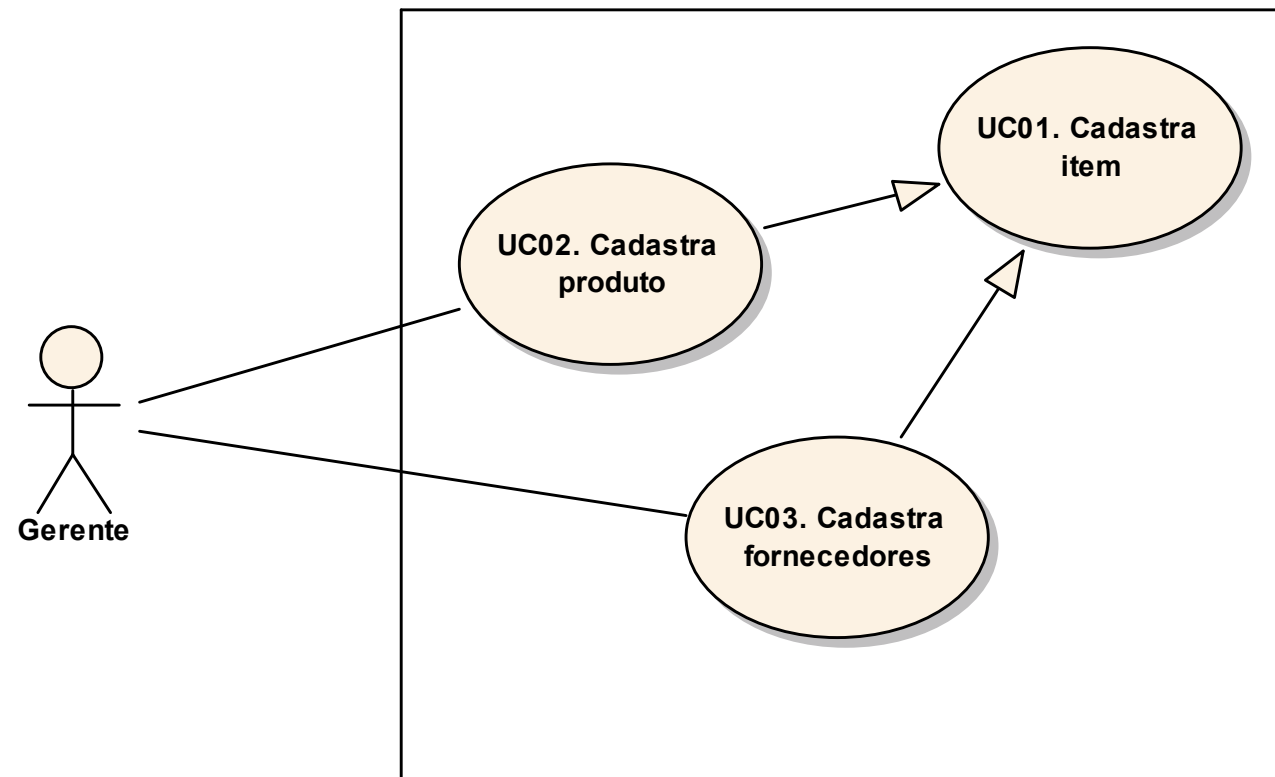 UC01. Cadastra
item
UC02. Cadastra
produto
UC03. Cadastra
fornecedores
Gerente